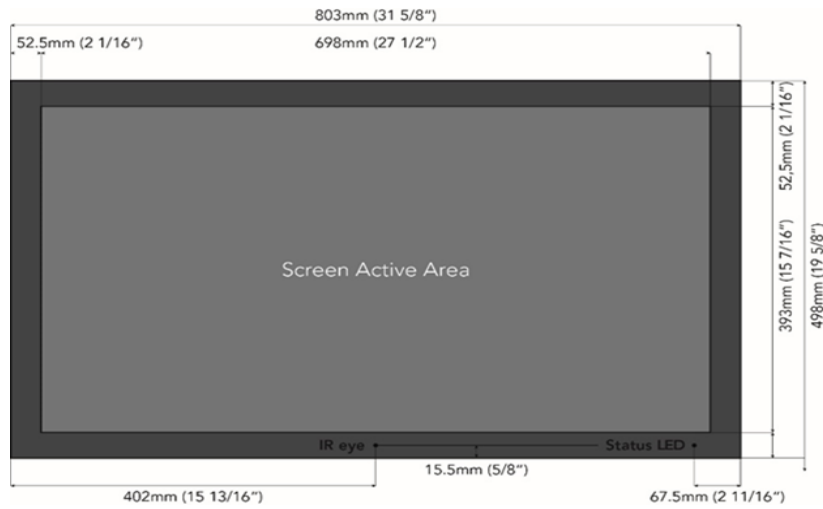 803mm (31 5/8“)
52.5mm (2 1/16“)
698mm (27 1/2“)
52,5mm (2 1/16“)
393mm (15 7/16“)
498mm (19 5/8“)
Screen Active Area
IR eye
Status LED
15.5mm (5/8“)
402mm (15 13/16“)
67.5mm (2 11/16“)